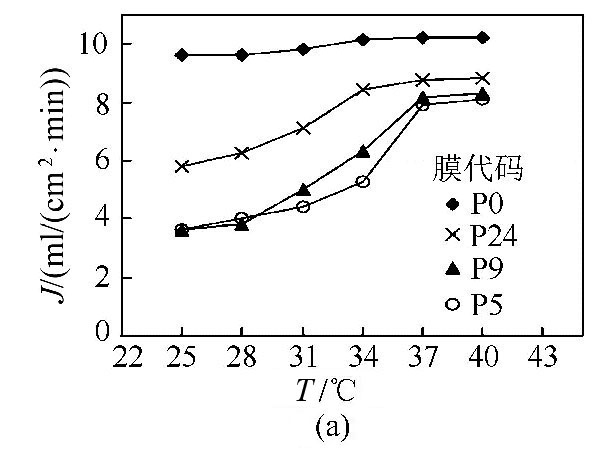 10
8
6
4
2
0
J/(ml/(cm²·min))
膜代码
P0
P24
P9
P5
22 25 28 31 34 37 40 43
T/℃
(a)